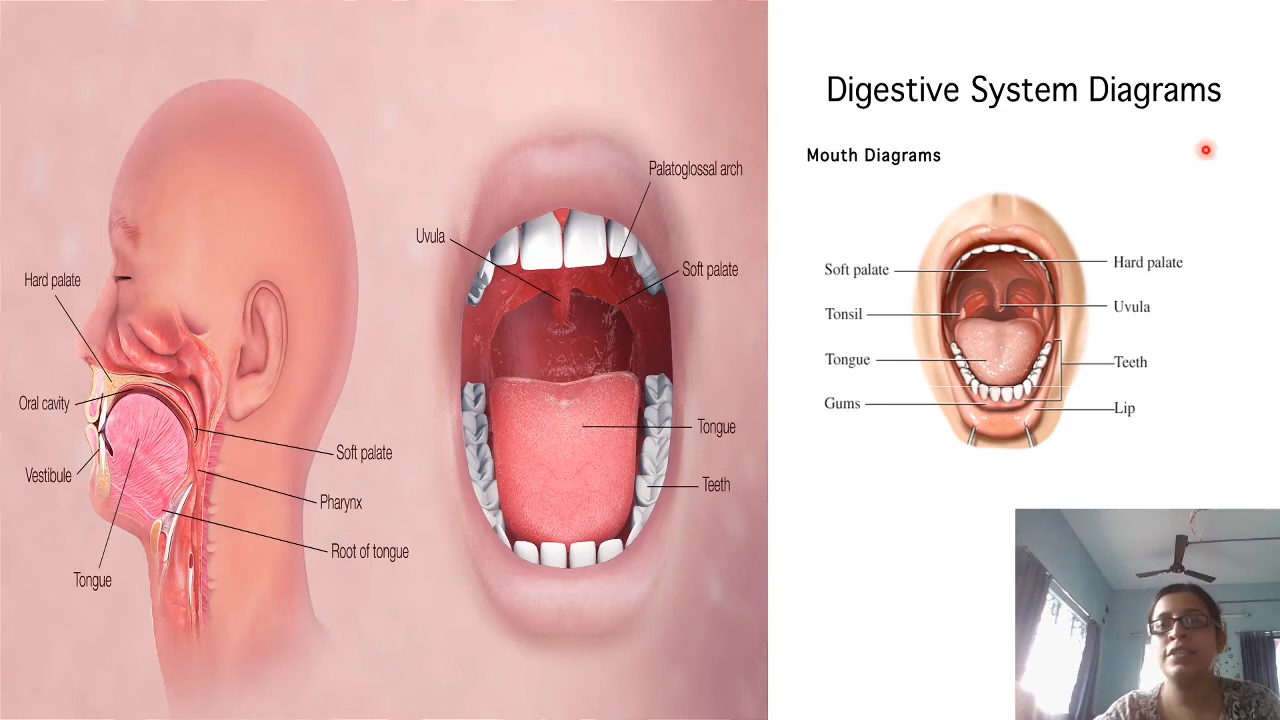 Digestive System Diagrams
Mouth Diagrams
Hard palate
Oral cavity
Vestibule
Tongue
Soft palate
Pharynx
Root of tongue
Palatoglossal arch
Uvula
Soft palate
Tongue
Teeth
Soft palate
Tonsil
Tongue
Gums
Hard palate
Uvula
Teeth
Lip